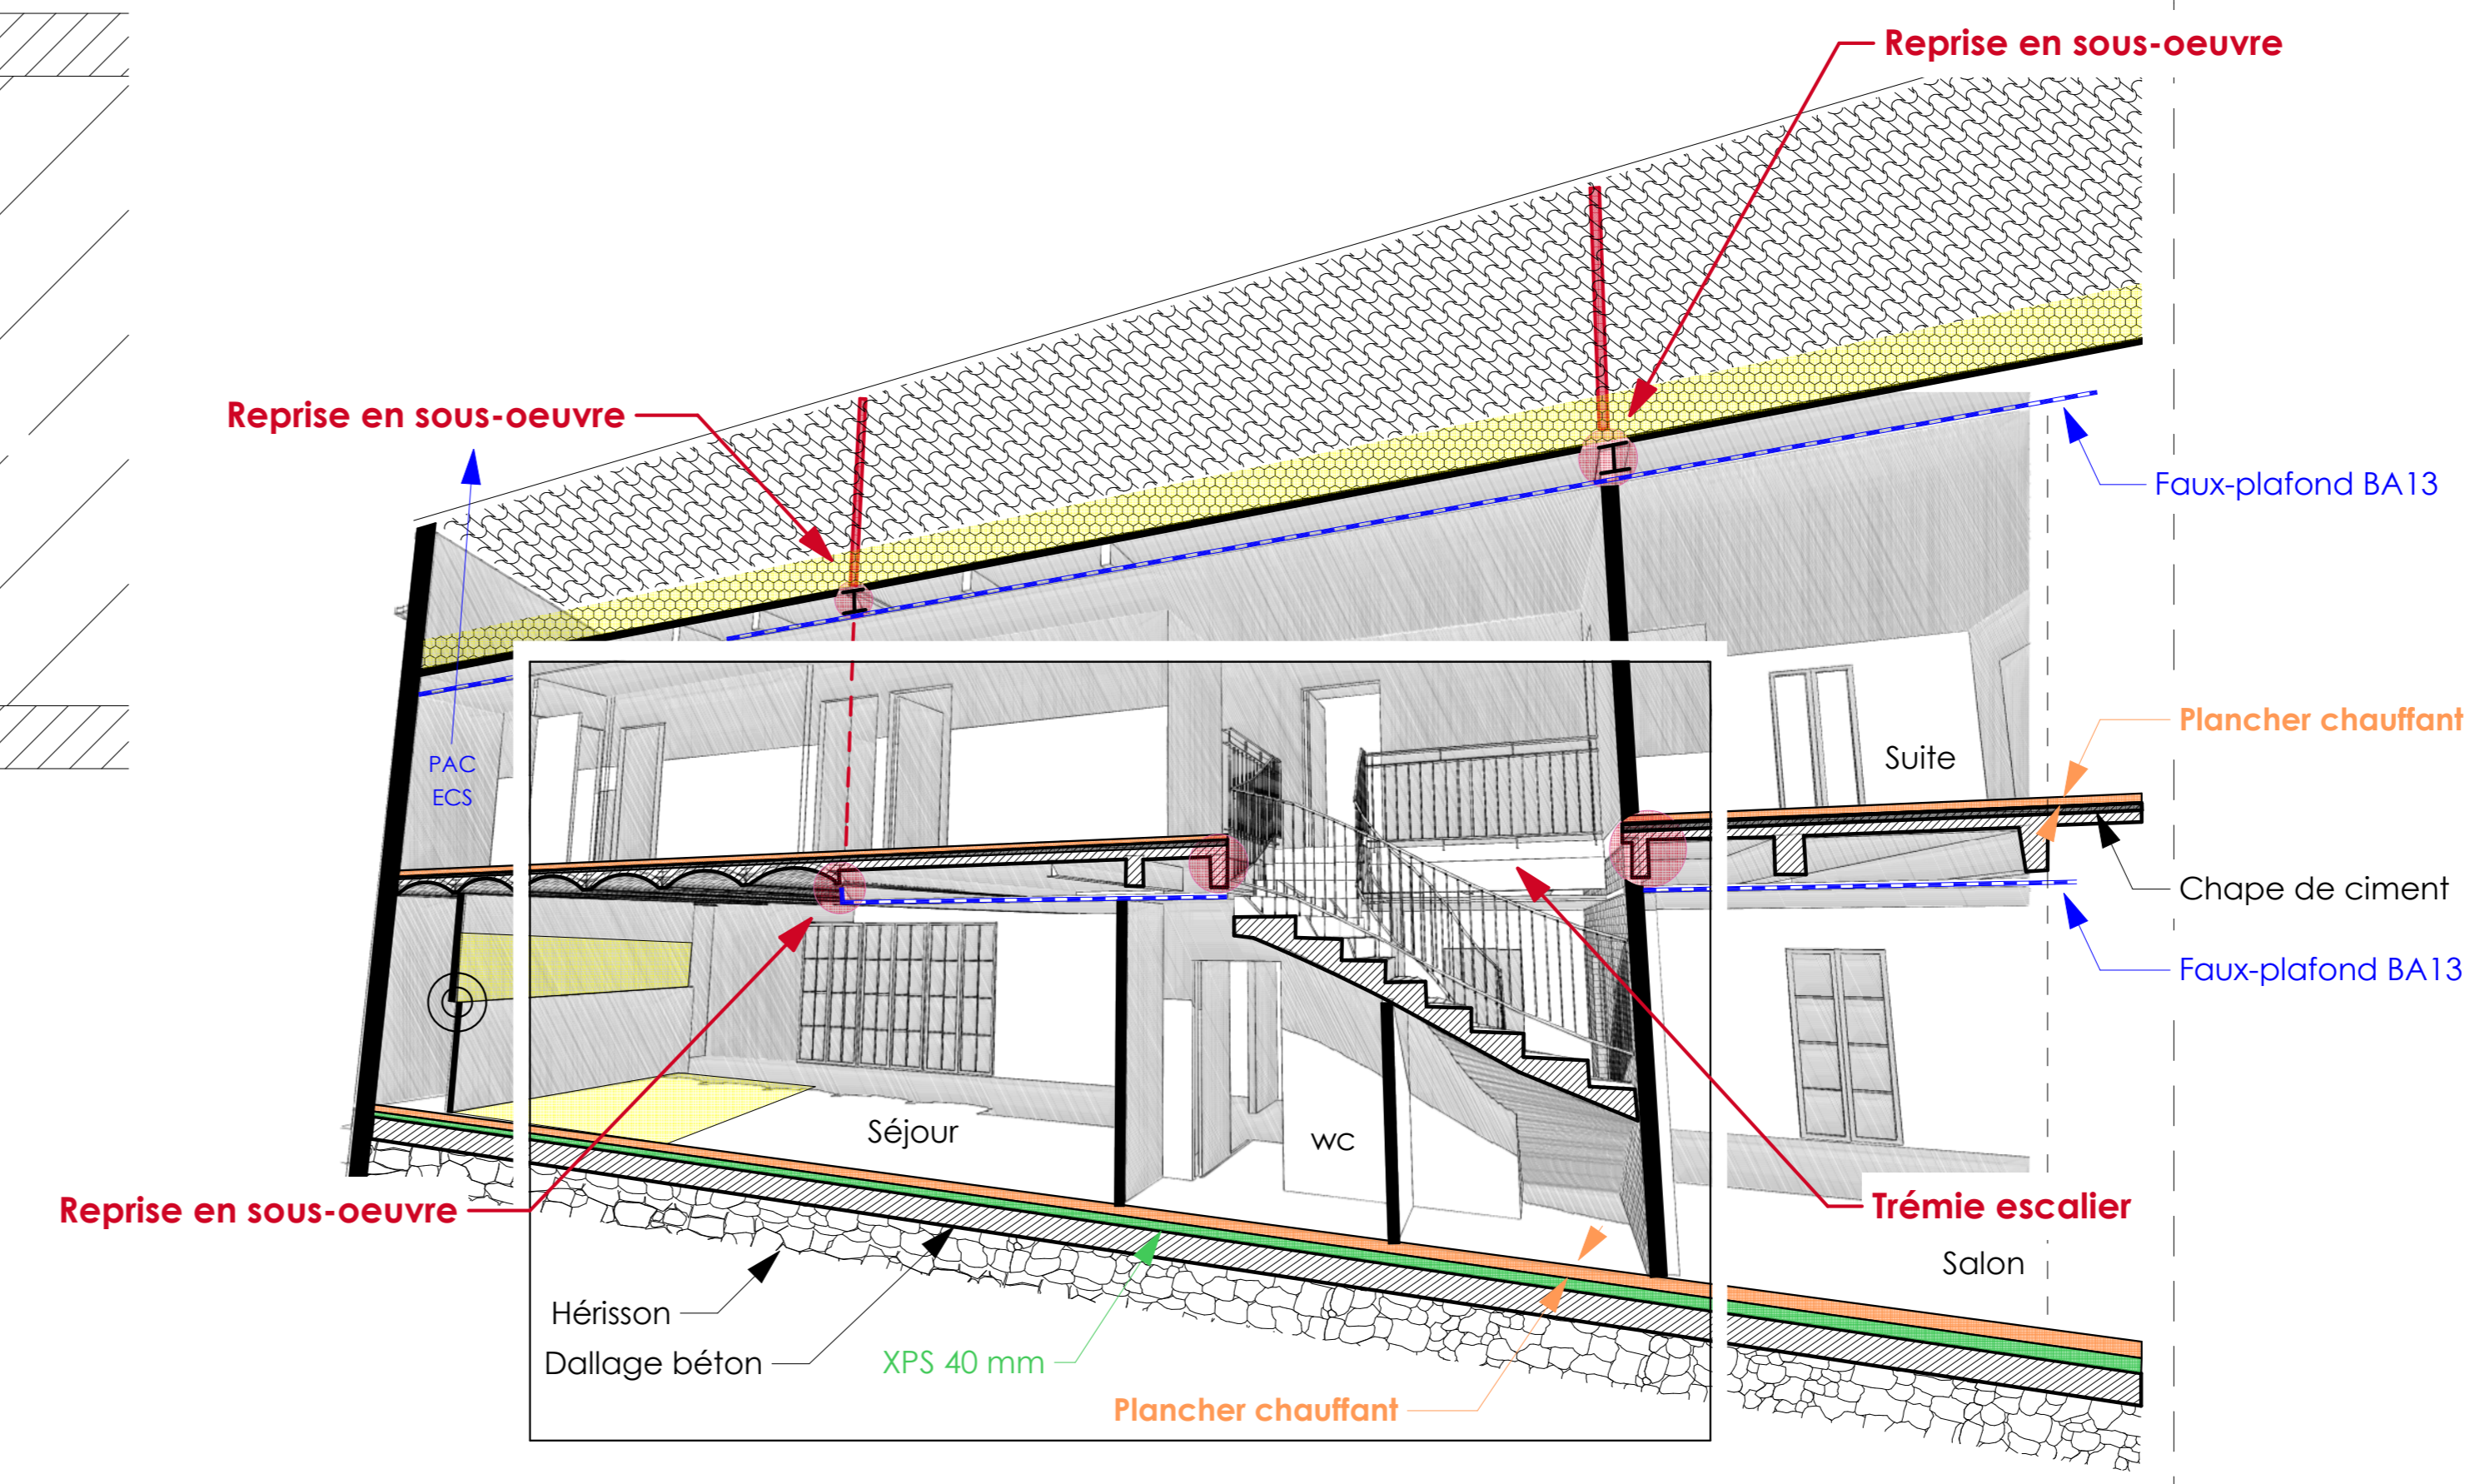 Reprise en sous-oeuvre
Reprise en sous-oeuvre
Faux-plafond BA13
Plancher chauffant
PAC
ECS
Suite
Chape de ciment
Faux-plafond BA13
Séjour
WC
Reprise en sous-oeuvre
Trémie escalier
Salon
Hérisson
Dallage béton
XPS 40 mm
Plancher chauffant